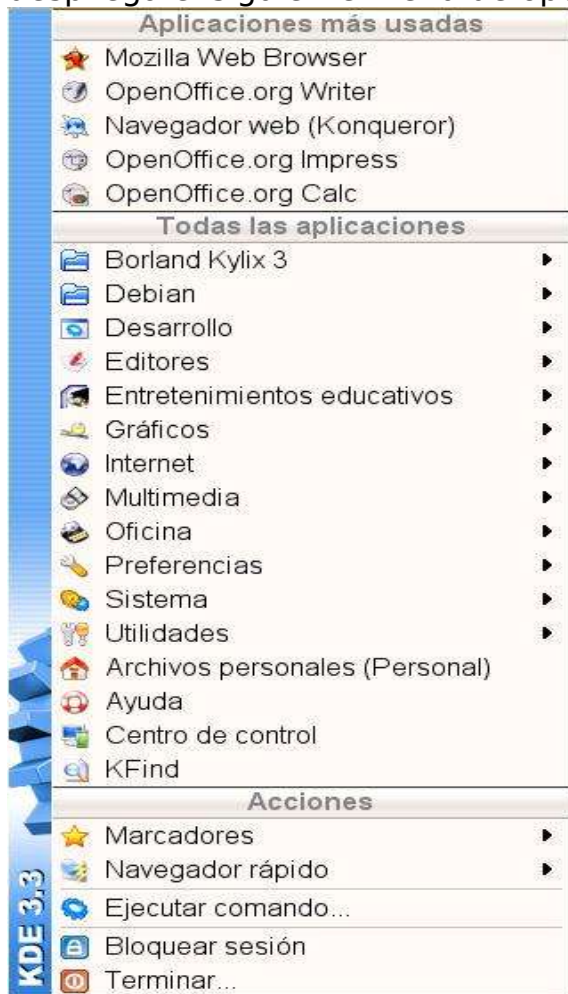 Aplicaciones más usadas
Mozilla Web Browser
OpenOffice.org Writer
Navegador web (Konqueror)
OpenOffice.org Impress
OpenOffice.org Calc
Todas las aplicaciones
Borland Kylix 3
Debian
Desarrollo
Editores
Entretenimientos educativos
Gráficos
Internet
Multimedia
Oficina
Preferencias
Sistema
Utilidades
Archivos personales (Personal)
Ayuda
Centro de control
KFind
Acciones
Marcadores
Navegador rápido
Ejecutar comando...
Bloquear sesión
Terminar...
KDE 3.3